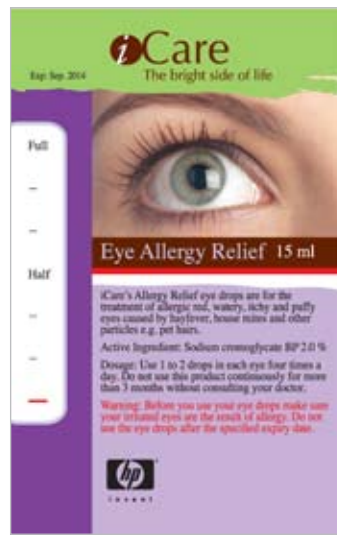 iCare
The bright side of life
Exp: Sep. 2014
Full
Half
Eye Allergy Relief 15 ml
iCare's Allergy Relief eye drops are for the
treatment of allergic red, watery, itchy and puffy
eyes caused by hayfever, house mites and other
particles e.g. pet hairs.
Active Ingredient: Sodium cromoglycate BP 2.0 %
Dosage: Use 1 to 2 drops in each eye four times a
day. Do not use this product continuously for more
than 3 months without consulting your doctor.
Warning: Before you use your eye drops make sure
your irritated eyes are the result of allergy. Do not
use the eye drops after the specified expiry date.
hp
invent